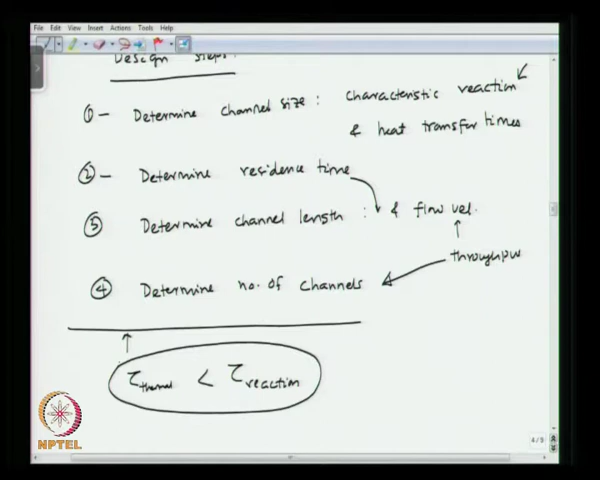 File Edit View Insert Actions Tools Help
Design steps
① - Determine channel size : characteristic reaction
& heat transfer times
② - Determine residence time
③ Determine channel length : & flow vel.
throughput
④ Determine no. of channels
τthermal < τreaction
NPTEL
4/5